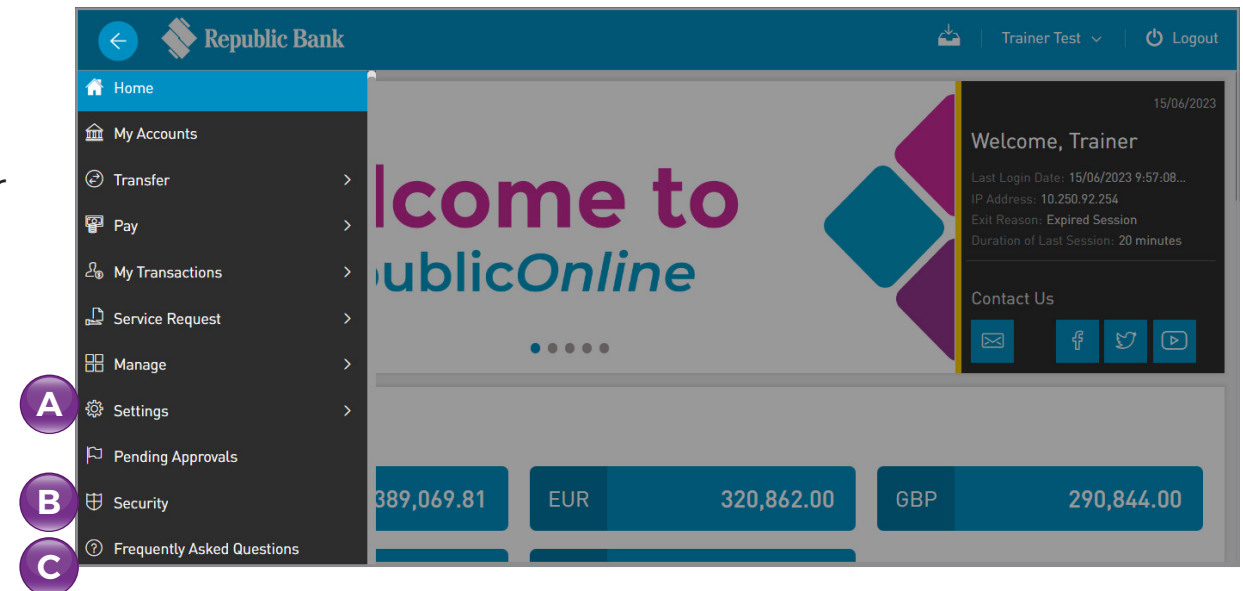 Republic Bank
Trainer Test
Logout
Home
My Accounts
Transfer
Pay
My Transactions
Service Request
Manage
A
Settings
Pending Approvals
B
Security
C
Frequently Asked Questions
lcome to
ublicOnline
15/06/2023
Welcome, Trainer
Last Login Date: 15/06/2023 9:57:08...
IP Address: 10.250.92.254
Exit Reason: Expired Session
Duration of Last Session: 20 minutes
Contact Us
389,069.81
EUR 320,862.00
GBP 290,844.00